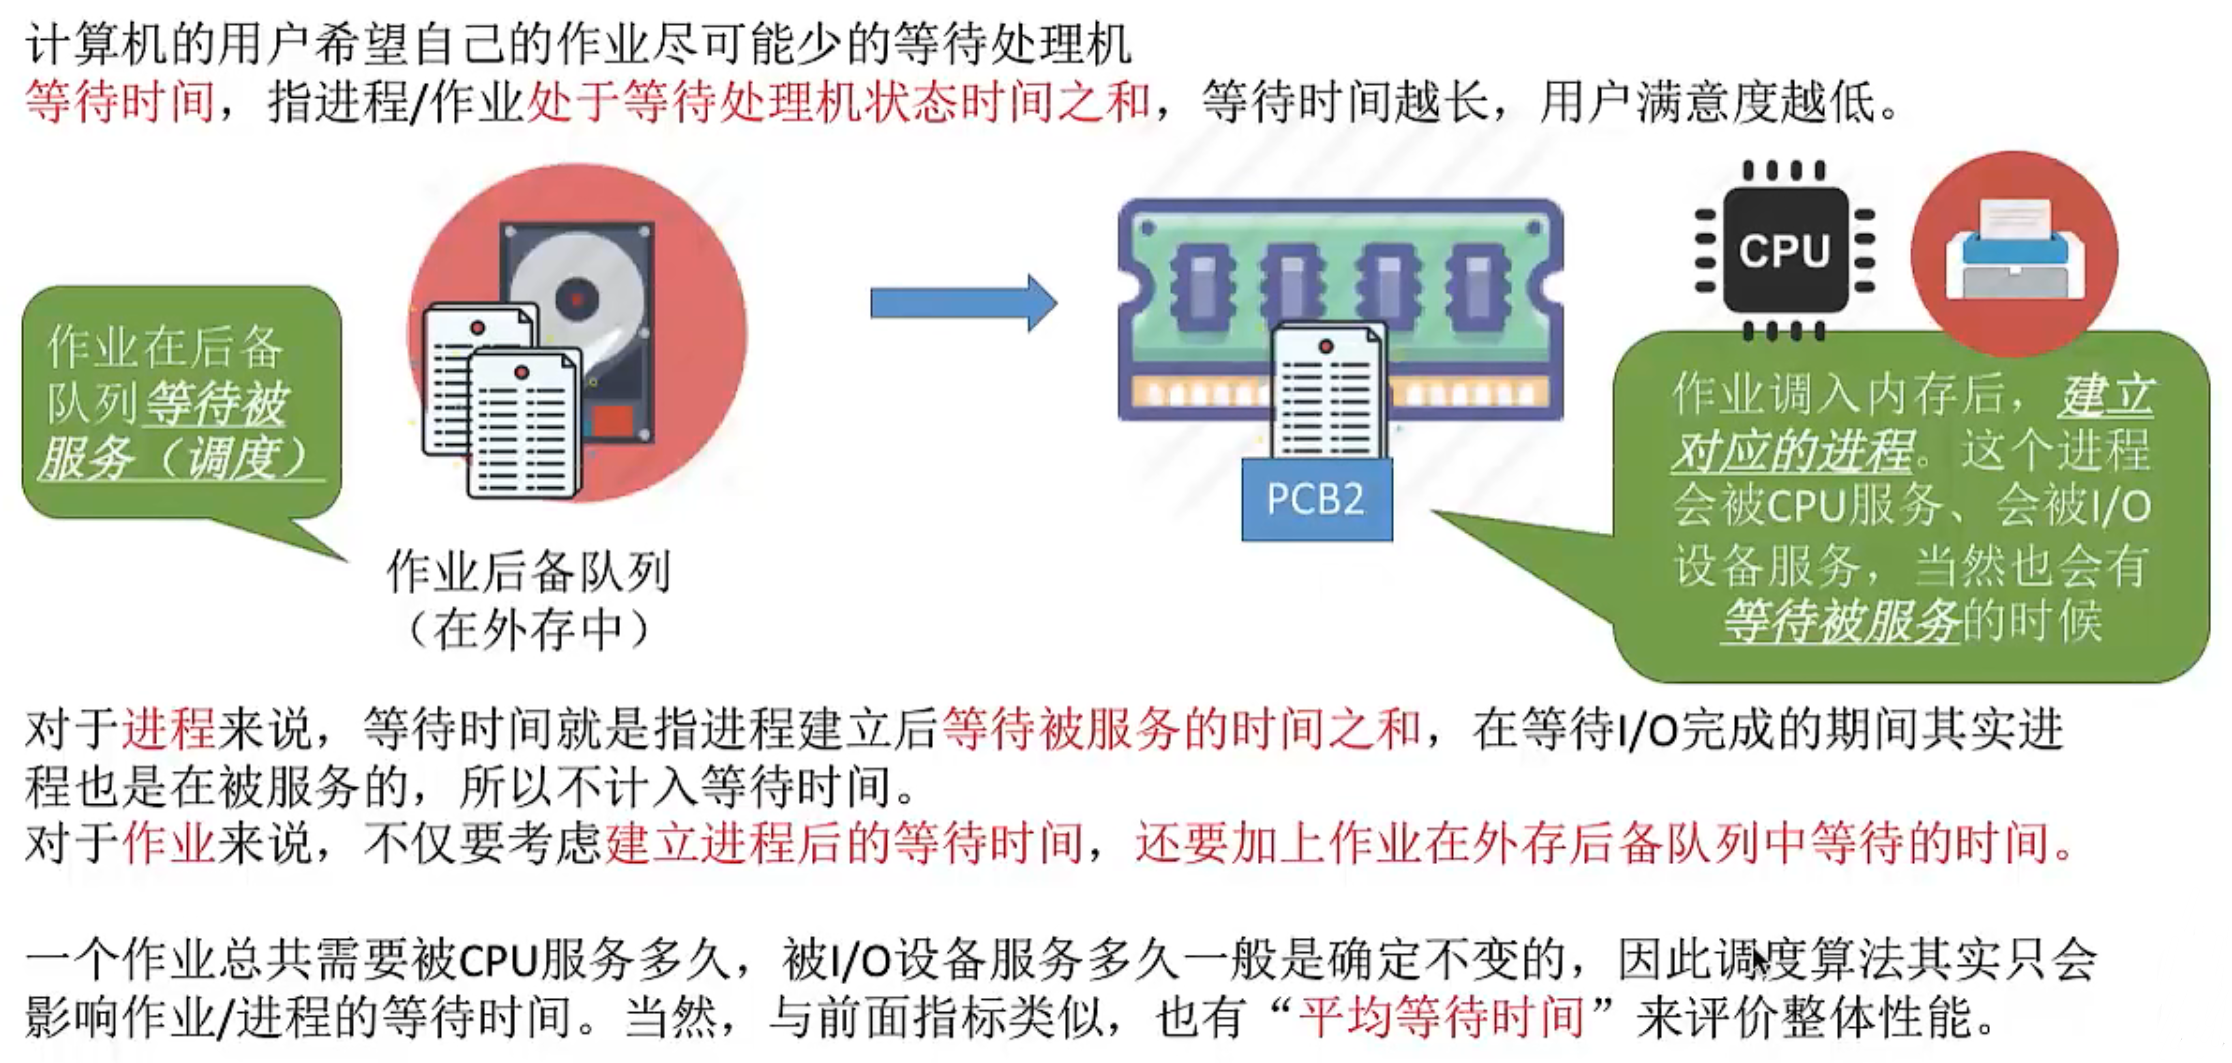 计算机的用户希望自己的作业尽可能少的等待处理机
等待时间，指进程/作业处于等待处理机状态时间之和，等待时间越长，用户满意度越低。
作业在后备
队列等待被
服务（调度）
作业后备队列
（在外存中）
PCB2
CPU
作业调入内存后，建立
对应的进程。这个进程
会被CPU服务、会被I/O
设备服务，当然也会有
等待被服务的时候
对于进程来说，等待时间就是指进程建立后等待被服务的时间之和，在等待I/O完成的期间其实进
程也是在被服务的，所以不计入等待时间。
对于作业来说，不仅要考虑建立进程后的等待时间，还要加上作业在外存后备队列中等待的时间。
一个作业总共需要被CPU服务多久，被I/O设备服务多久一般是确定不变的，因此调度算法其实只会
影响作业/进程的等待时间。当然，与前面指标类似，也有“平均等待时间”来评价整体性能。